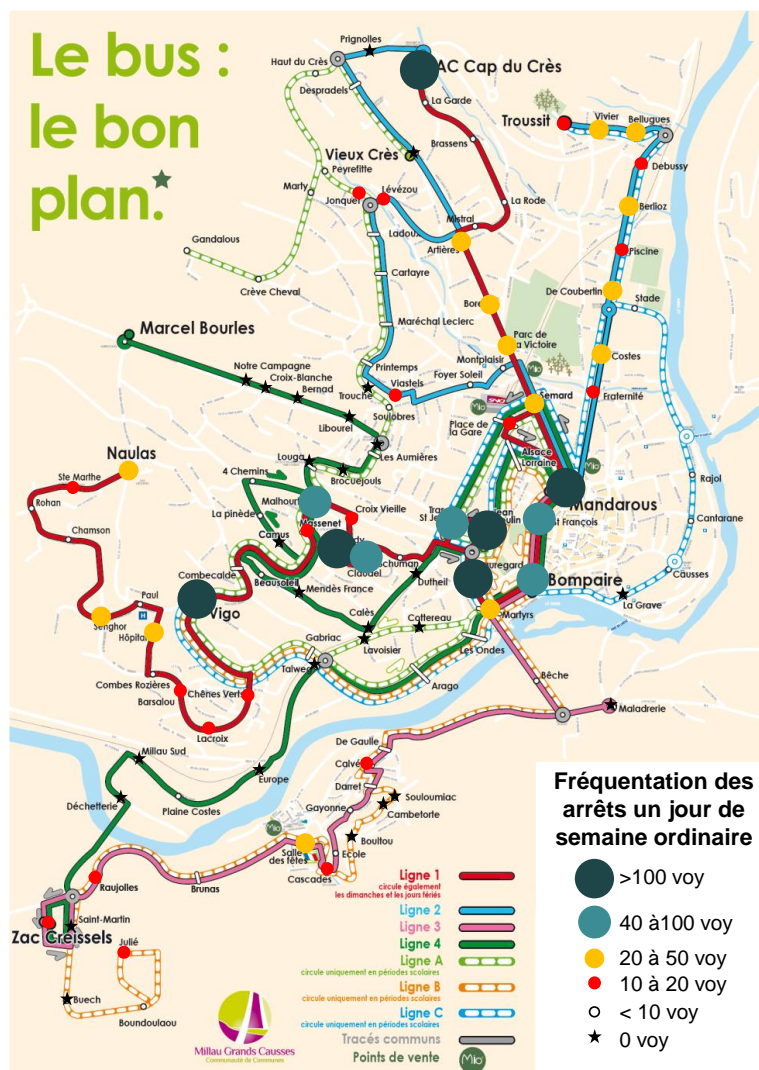 Le bus :
le bon
plan.
Prignolles
Haut du Crès
AC Cap du Crès
Despradels
La Garde
Troussit
Vivier
Bellugues
Brassens
Vieux Crès
Debussy
Peyrefitte
Marty
Lévézou
Jonquet
La Rode
Berlioz
Mistral
Ladoux
Artières
Gandalous
Piscine
Cartayre
Crève Cheval
De Coubertin
Stade
Marcel Bourles
Maréchal Leclerc
Parc de
la Victoire
Costes
Printemps
Montplaisir
Notre Campagne
Croix-Blanche
Bernad
Foyer Soleil
Milo
Trouche
Viastels
SNCF
Semard
Fraternité
Milo
Libourel
Soulobres
Place de
la Gare
Alsace
Lorraine
Naulas
Louga
Les Aumières
Milo
4 Chemins
Brocuejouls
Ste Marthe
Rajol
Malhourt
Croix Vieille
Mandarous
Rohan
La pinède
Massenet
St François
Cantarane
Chamson
Camus
Claudel
Schuman
Combecalde
Beausoleil
Mendès France
Dutheil
Bompaire
Causses
Paul
Vigo
Calès
Cottereau
Martyrs
La Grave
Senghor
H
Hôpital
Gabriac
Lavoisier
Les Ondes
Talweg
Combes Rozières
Chênes Verts
Arago
Bêche
Barsalou
Maladrerie
Lacroix
De Gaulle
Millau Sud
Calvé
Europe
Darret
Souloumiac
Déchetterie
Plaine Costes
Gayonne
Cambetorte
Milo
Boultou
Salle
des fêtes
Ecole
Raujolles
Brunas
Cascades
Saint-Martin
Zac Creissels
Julié
Buech
Boundoulaou
Ligne 1
circule également
les dimanches et les jours fériés
Ligne 2
Ligne 3
Ligne 4
Ligne A
circule uniquement en périodes scolaires
Ligne B
circule uniquement en périodes scolaires
Ligne C
circule uniquement en périodes scolaires
Tracés communs
Points de vente
Milo
Millau Grands Causses
Communauté de Communes
Fréquentation des
arrêts un jour de
semaine ordinaire
>100 voy
40 à100 voy
20 à 50 voy
10 à 20 voy
< 10 voy
0 voy